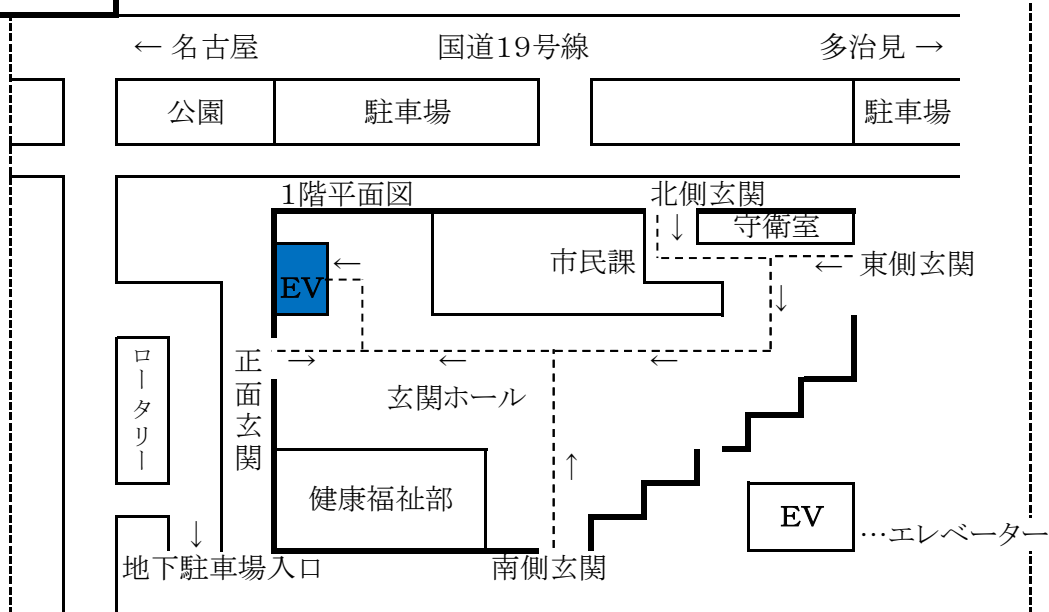 ← 名古屋
国道19号線
多治見 →
公園
駐車場
駐車場
1階平面図
北側玄関
↓
守衛室
市民課
← 東側玄関
←
EV
↓
ロータリー
正面玄関
→
←
←
玄関ホール
↑
健康福祉部
EV
…エレベーター
↓
地下駐車場入口
南側玄関